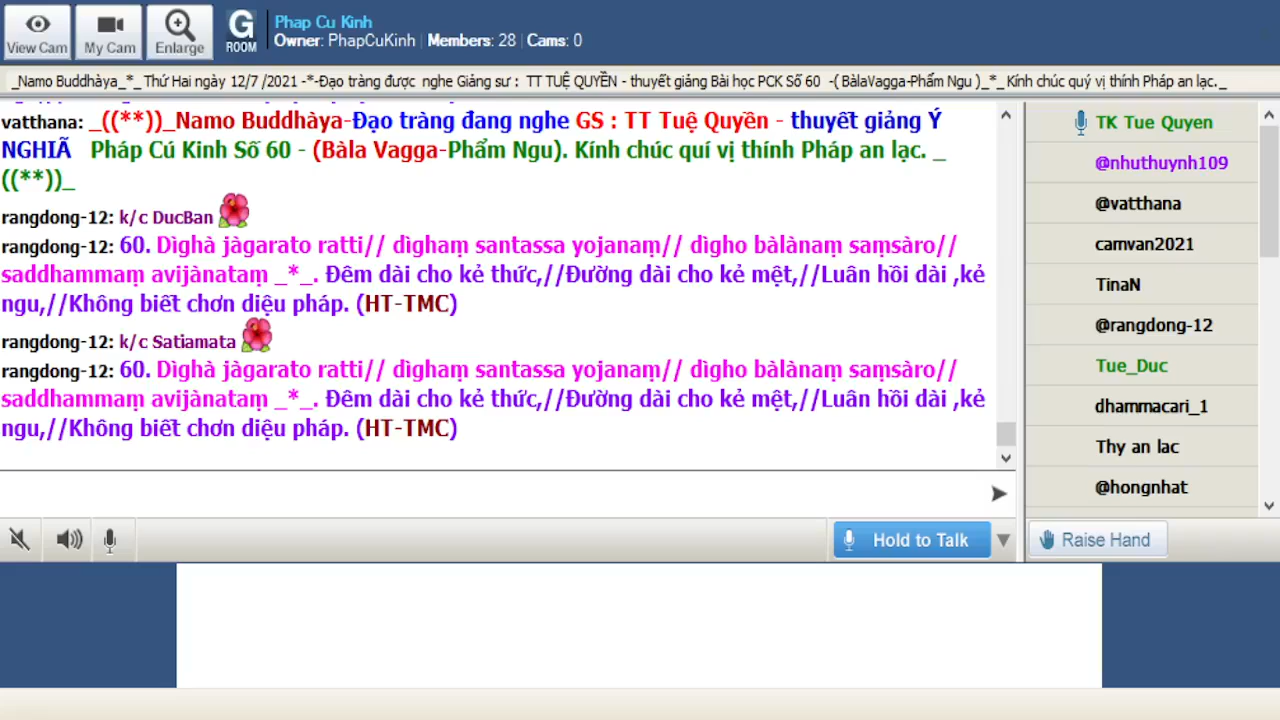 View Cam
My Cam
Enlarge
G
ROOM
Phap Cu Kinh
Owner: PhapCuKinh | Members: 28 | Cams: 0
_Namo Buddhàya_*_ Thứ Hai ngày 12/7 /2021 -*-Đạo tràng được  nghe Giảng sư :  TT TUỆ QUYỀN - thuyết giảng Bài học PCK Số 60  -( BàlaVagga-Phẩm Ngu )_*_Kính chúc quý vị thính Pháp an lạc._
vatthana: _((**))_Namo Buddhàya-Đạo tràng đang nghe GS : TT Tuệ Quyền - thuyết giảng Ý
NGHIÃ   Pháp Cú Kinh Số 60 - (Bàla Vagga-Phẩm Ngu). Kính chúc quí vị thính Pháp an lạc. _
((**))_
rangdong-12: k/c DucBan
rangdong-12: 60. Dìghà jàgarato ratti// dìghaṃ santassa yojanaṃ// dìgho bàlànaṃ saṃsàro//
saddhammaṃ avijànataṃ _*_. Đêm dài cho kẻ thức,//Đường dài cho kẻ mệt,//Luân hồi dài ,kẻ
ngu,//Không biết chơn diệu pháp. (HT-TMC)
rangdong-12: k/c Satiamata
rangdong-12: 60. Dìghà jàgarato ratti// dìghaṃ santassa yojanaṃ// dìgho bàlànaṃ saṃsàro//
saddhammaṃ avijànataṃ _*_. Đêm dài cho kẻ thức,//Đường dài cho kẻ mệt,//Luân hồi dài ,kẻ
ngu,//Không biết chơn diệu pháp. (HT-TMC)
TK Tue Quyen
@nhuthuynh109
@vatthana
camvan2021
TinaN
@rangdong-12
Tue_Duc
dhammacari_1
Thy an lac
@hongnhat
Hold to Talk
Raise Hand